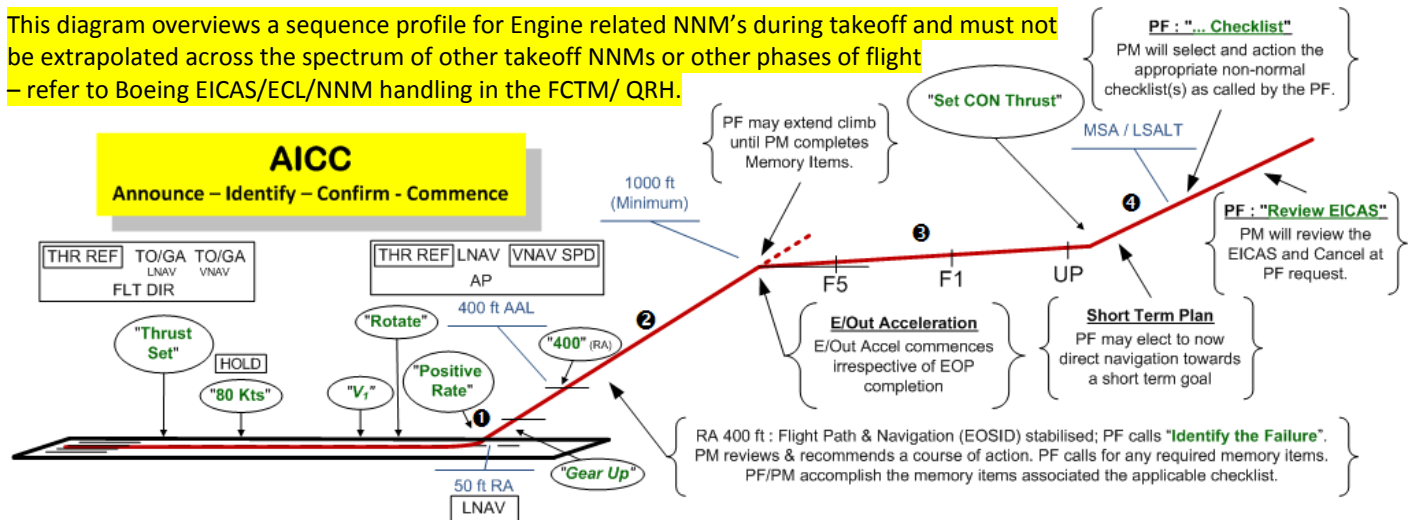 This diagram overviews a sequence profile for Engine related NNM's during takeoff and must not
be extrapolated across the spectrum of other takeoff NNMs or other phases of flight
– refer to Boeing EICAS/ECL/NNM handling in the FCTM/ QRH.
AICC
Announce – Identify – Confirm - Commence
THR REF TO/GA TO/GA
LNAV VNAV
FLT DIR
THR REF LNAV VNAV SPD
AP
"Thrust
Set"
HOLD
"80 Kts"
"V1"
"Rotate"
"Positive
Rate"
❶
50 ft RA
LNAV
"Gear Up"
400 ft AAL
"400" (RA)
❷
1000 ft
(Minimum)
PF may extend climb
until PM completes
Memory Items.
F5
F1
UP
❸
"Set CON Thrust"
MSA / LSALT
❹
PF : "... Checklist"
PM will select and action the
appropriate non-normal
checklist(s) as called by the PF.
PF : "Review EICAS"
PM will review the
EICAS and Cancel at
PF request.
E/Out Acceleration
E/Out Accel commences
irrespective of EOP
completion
Short Term Plan
PF may elect to now
direct navigation towards
a short term goal
RA 400 ft : Flight Path & Navigation (EOSID) stabilised; PF calls "Identify the Failure".
PM reviews & recommends a course of action. PF calls for any required memory items.
PF/PM accomplish the memory items associated the applicable checklist.